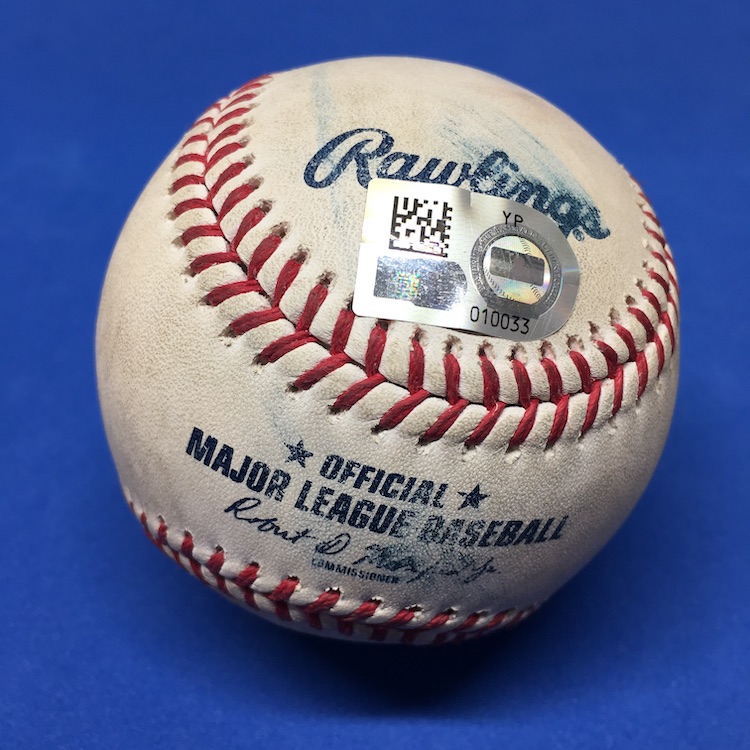 Rawlings®
YP
010033
OFFICIAL
MAJOR LEAGUE BASEBALL
COMMISSIONER